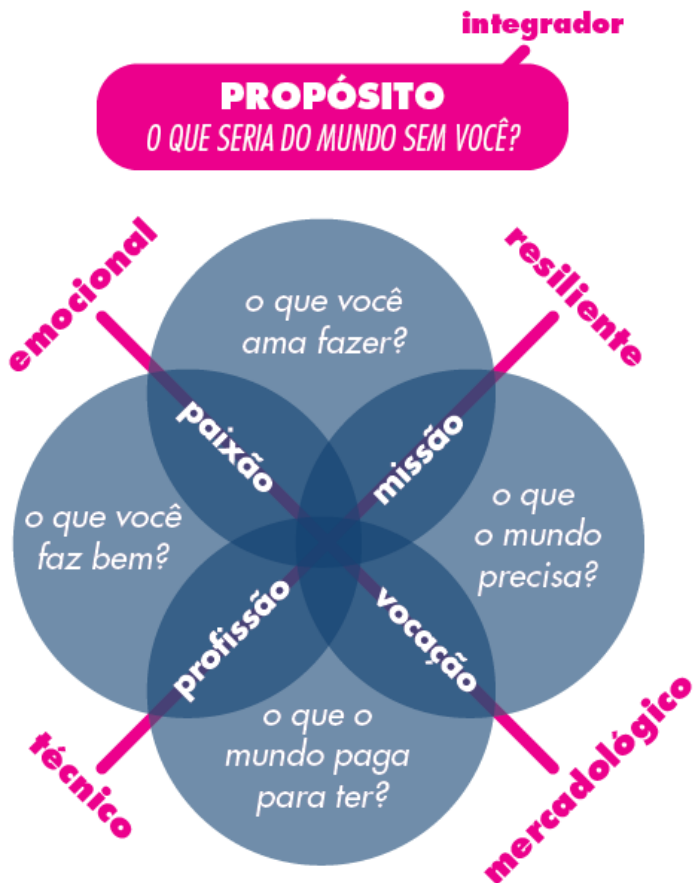 integrador
PROPÓSITO
O QUE SERIA DO MUNDO SEM VOCÊ?
emocional
resiliente
o que você
ama fazer?
paixão
missão
o que você
faz bem?
o que
o mundo
precisa?
profissão
vocação
o que o
mundo paga
para ter?
técnico
mercadológico